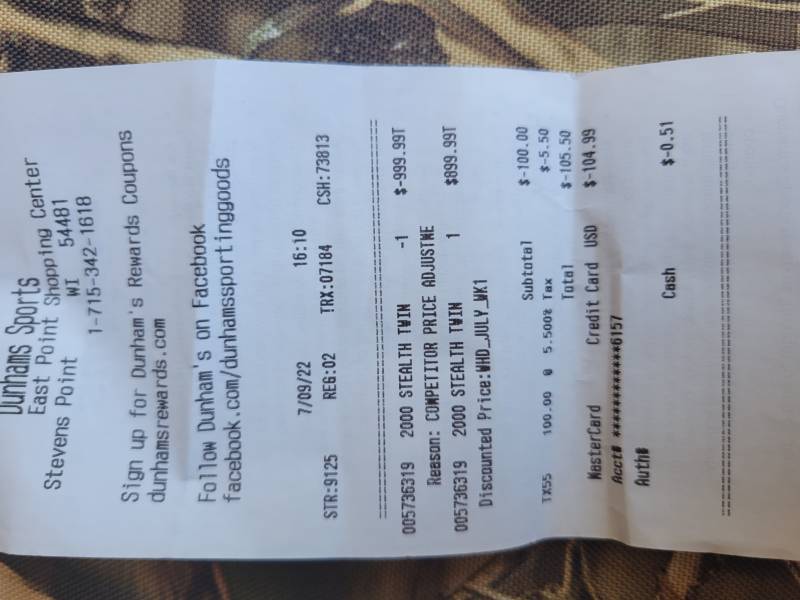 Dunhams Sports
East Point Shopping Center
Stevens Point WI 54481
1-715-342-1618
Sign up for Dunham's Rewards Coupons
dunhamsrewards.com
Follow Dunham's on Facebook
facebook.com/dunhamssportinggoods
7/09/22 16:10
STR:9125 REG:02 TRX:07184 CSH:73813
005736319 2000 STEALTH TWIN -1 $-999.99T
Reason: COMPETITOR PRICE ADJUSTME
005736319 2000 STEALTH TWIN 1 $899.99T
Discounted Price:WHD_JULY_WK1
Subtotal $-100.00
TX55 100.00 @ 5.500% Tax $-5.50
Total $-105.50
MasterCard Credit Card USD $-104.99
Acct# ************6157
Auth#
Cash $-0.51